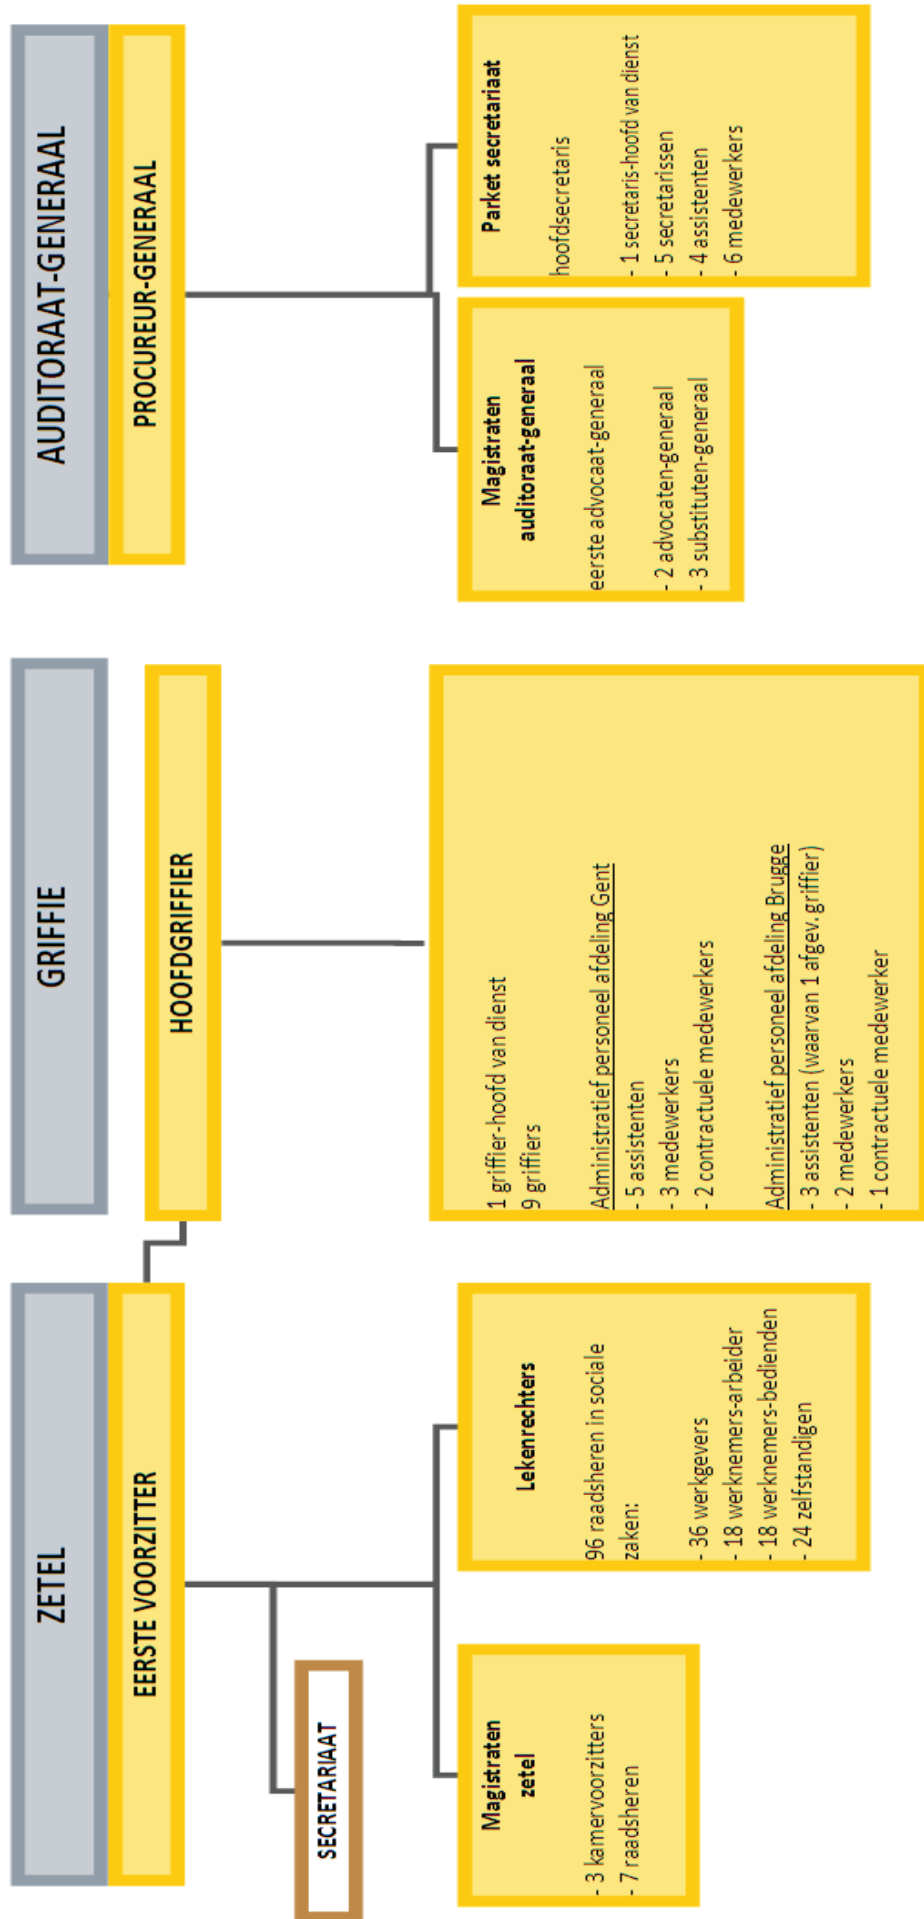 ZETEL
EERSTE VOORZITTER
SECRETARIAAT
Magistraten
zetel
- 3 kamervoorzitters
- 7 raadsheren
Lekenrechters
96 raadsheren in sociale
zaken:
- 36 werkgevers
- 18 werknemers-arbeider
- 18 werknemers-bedienden
- 24 zelfstandigen
GRIFFIE
HOOFDGRIFFIER
1 griffier-hoofd van dienst
9 griffiers
Administratief personeel afdeling Gent
- 5 assistenten
- 3 medewerkers
- 2 contractuele medewerkers
Administratief personeel afdeling Brugge
- 3 assistenten (waarvan 1 afgev. griffier)
- 2 medewerkers
- 1 contractuele medewerker
AUDITORAAT-GENERAAL
PROCUREUR-GENERAAL
Magistraten
auditoraat-generaal
eerste advocaat-generaal
- 2 advocaten-generaal
- 3 substituten-generaal
Parket secretariaat
hoofdsecretaris
- 1 secretaris-hoofd van dienst
- 5 secretarissen
- 4 assistenten
- 6 medewerkers